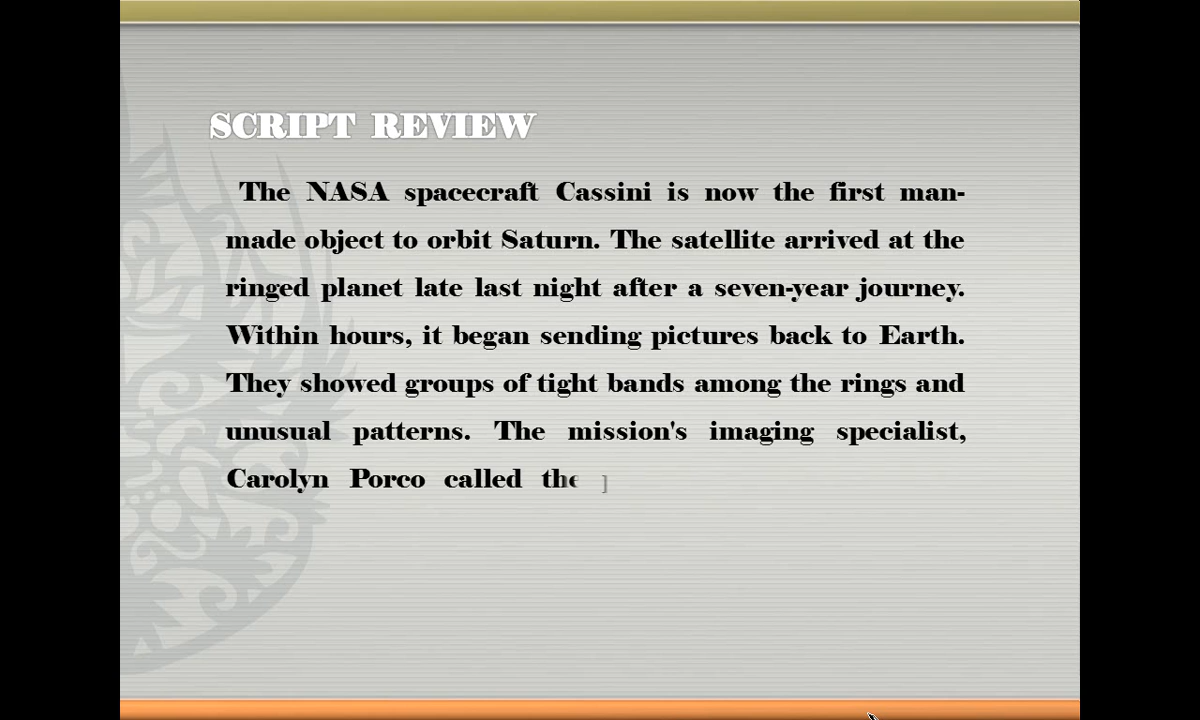 SCRIPT REVIEW
The NASA spacecraft Cassini is now the first man-
made object to orbit Saturn. The satellite arrived at the
ringed planet late last night after a seven-year journey.
Within hours, it began sending pictures back to Earth.
They showed groups of tight bands among the rings and
unusual patterns. The mission's imaging specialist,
Carolyn Porco called the